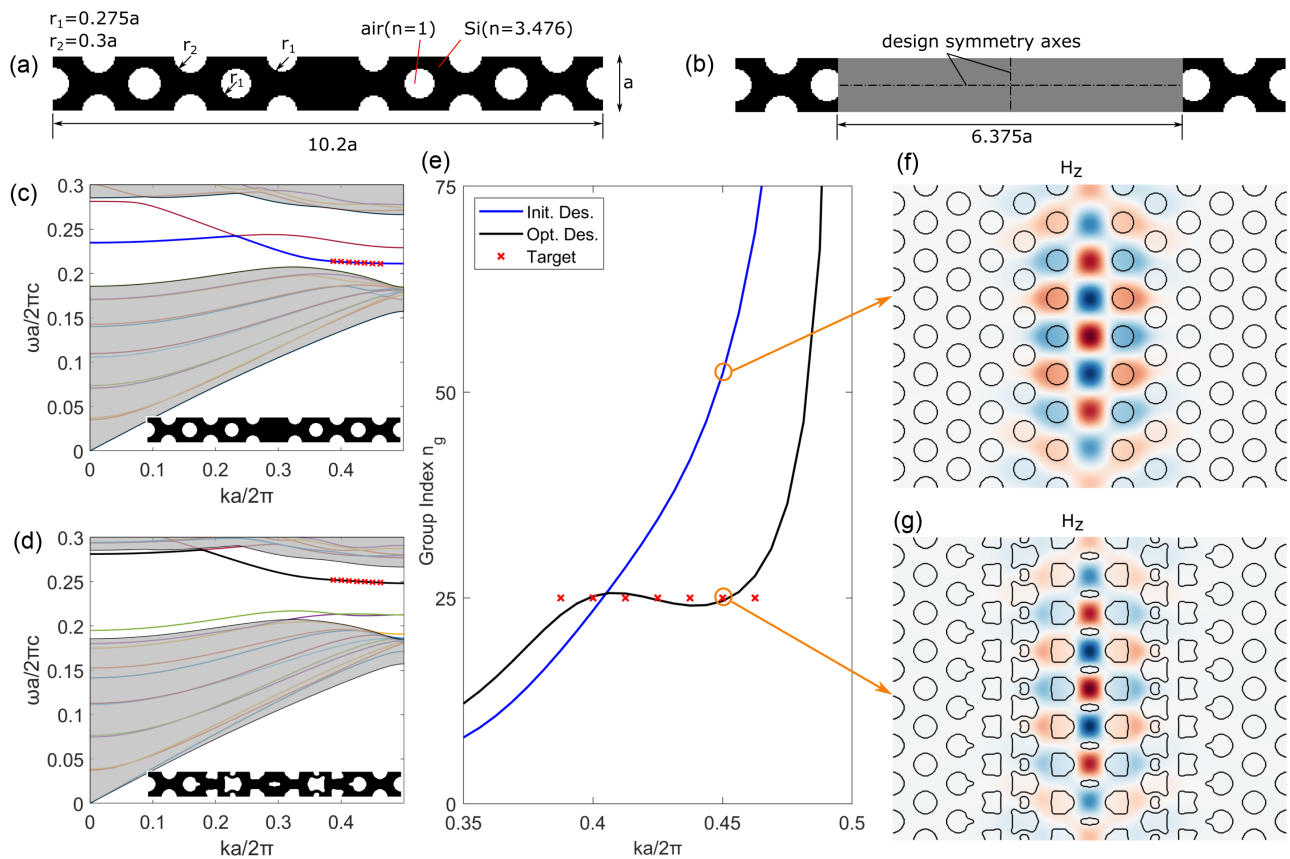 r₁=0.275a
r₂=0.3a
(a)
r₂
r₁
r₁
air(n=1)
Si(n=3.476)
a
10.2a
(b)
design symmetry axes
6.375a
(c)
ωa/2πc
0.3
0.25
0.2
0.15
0.1
0.05
0
0
0.1
0.2
0.3
0.4
ka/2π
(d)
ωa/2πc
0.3
0.25
0.2
0.15
0.1
0.05
0
0
0.1
0.2
0.3
0.4
ka/2π
(e)
Group Index n_g
75
50
25
0
Init. Des.
Opt. Des.
Target
0.35
0.4
0.45
0.5
ka/2π
(f)
H_z
(g)
H_z